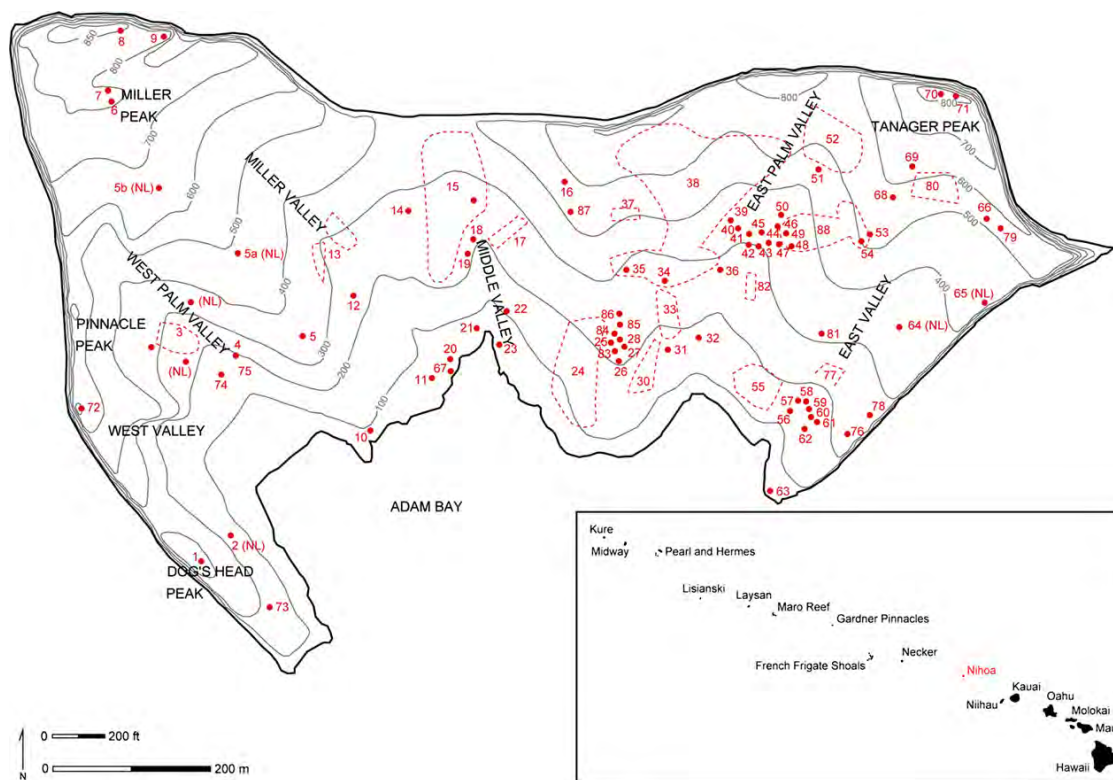 8
9
850
800
7
MILLER
PEAK
6
700
5b (NL)
600
MILLER VALLEY
500
5a (NL)
13
400
(NL)
WEST PALM VALLEY
PINNACLE
PEAK
3
4
75
(NL)
74
5
300
12
200
72
WEST VALLEY
100
10
11
67
20
21
22
23
14
15
18
19
17
MIDDLE VALLEY
16
87
37
38
35
34
36
33
86
85
84
25
28
83
27
26
24
30
31
32
EAST PALM VALLEY
800
52
51
39
40
41
45
44
50
46
49
42
43
47
48
88
53
54
82
81
70
71
800
TANAGER PEAK
700
69
80
68
600
66
79
500
65 (NL)
64 (NL)
400
EAST VALLEY
77
55
57
58
59
56
60
61
62
78
76
63
ADAM BAY
2 (NL)
1
DOG'S HEAD
PEAK
73
N
0
200 ft
0
200 m
Kure
Midway
Pearl and Hermes
Lisianski
Laysan
Maro Reef
Gardner Pinnacles
French Frigate Shoals
Necker
Nihoa
Kauai
Niihau
Oahu
Molokai
Mau
Hawaii